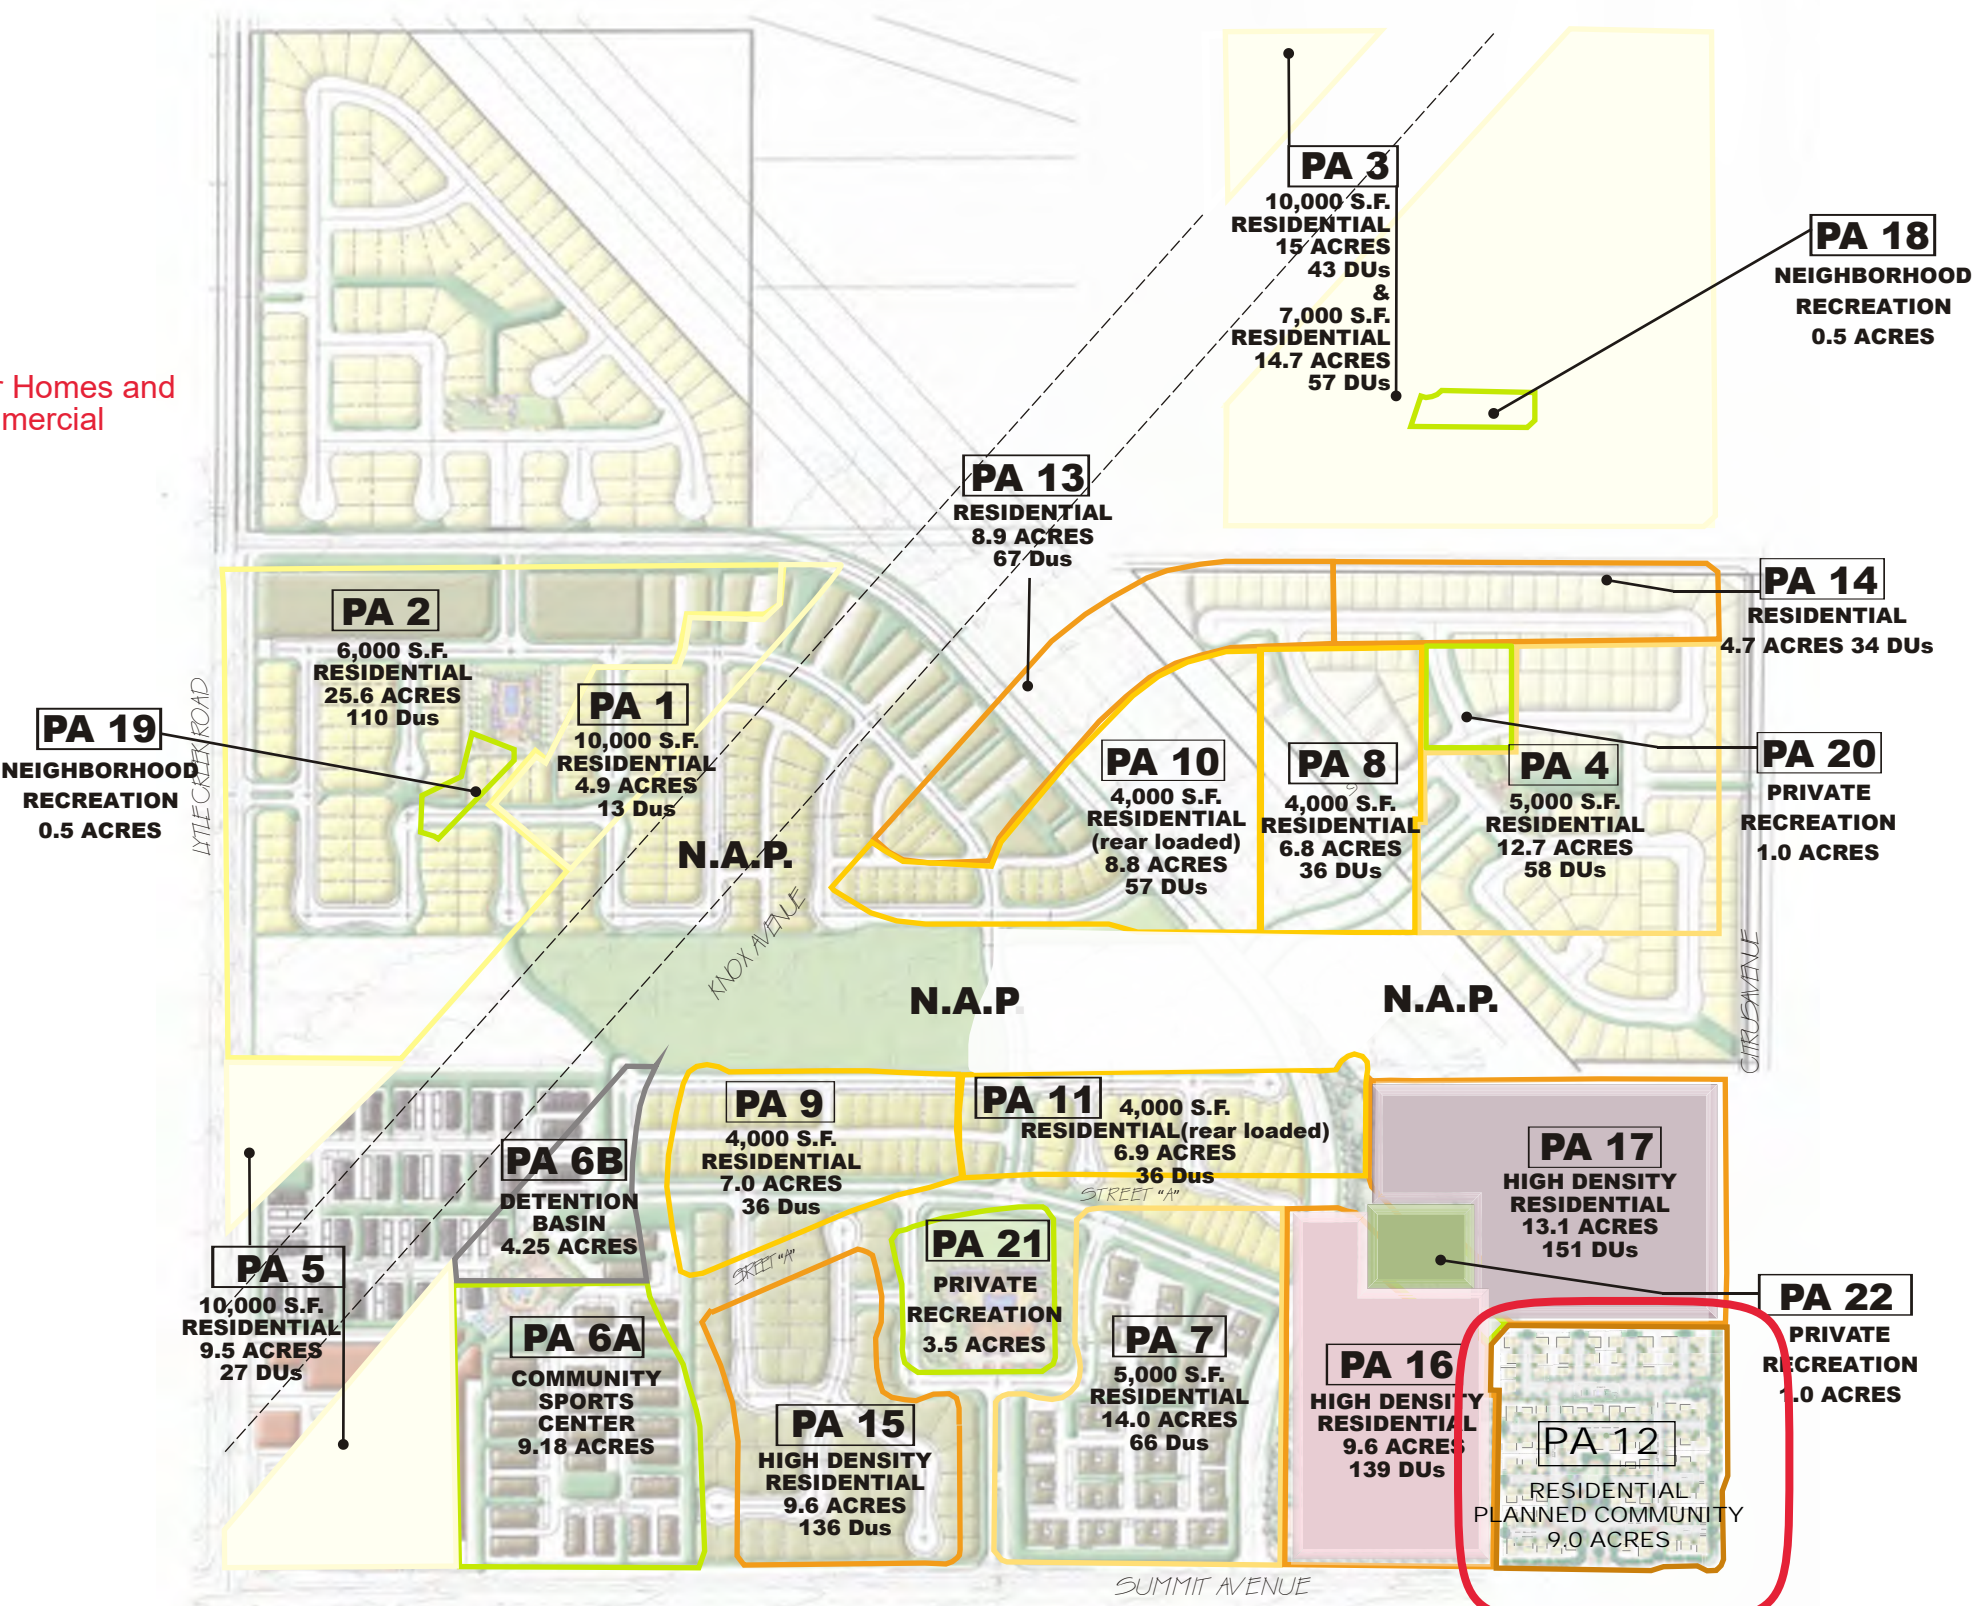 PA 3
10,000 S.F.
RESIDENTIAL
15 ACRES
43 DUs
&
7,000 S.F.
RESIDENTIAL
14.7 ACRES
57 DUs
PA 18
NEIGHBORHOOD
RECREATION
0.5 ACRES
r Homes and
mercial
PA 13
RESIDENTIAL
8.9 ACRES
67 Dus
PA 14
RESIDENTIAL
4.7 ACRES 34 DUs
PA 2
6,000 S.F.
RESIDENTIAL
25.6 ACRES
110 Dus
PA 1
10,000 S.F.
RESIDENTIAL
4.9 ACRES
13 Dus
PA 19
NEIGHBORHOOD
RECREATION
0.5 ACRES
LYTLE CREEK ROAD
PA 10
4,000 S.F.
RESIDENTIAL
(rear loaded)
8.8 ACRES
57 DUs
PA 8
4,000 S.F.
RESIDENTIAL
6.8 ACRES
36 DUs
PA 4
5,000 S.F.
RESIDENTIAL
12.7 ACRES
58 DUs
PA 20
PRIVATE
RECREATION
1.0 ACRES
N.A.P.
KNOX AVENUE
N.A.P
N.A.P.
CITRUS AVENUE
PA 9
4,000 S.F.
RESIDENTIAL
7.0 ACRES
36 Dus
PA 11
4,000 S.F.
RESIDENTIAL(rear loaded)
6.9 ACRES
36 Dus
STREET "A"
PA 17
HIGH DENSITY
RESIDENTIAL
13.1 ACRES
151 DUs
PA 6B
DETENTION
BASIN
4.25 ACRES
STREET "A"
PA 21
PRIVATE
RECREATION
3.5 ACRES
PA 5
10,000 S.F.
RESIDENTIAL
9.5 ACRES
27 DUs
PA 22
PRIVATE
RECREATION
1.0 ACRES
PA 6A
COMMUNITY
SPORTS
CENTER
9.18 ACRES
PA 7
5,000 S.F.
RESIDENTIAL
14.0 ACRES
66 Dus
PA 16
HIGH DENSITY
RESIDENTIAL
9.6 ACRES
139 DUs
PA 15
HIGH DENSITY
RESIDENTIAL
9.6 ACRES
136 Dus
PA 12
RESIDENTIAL
PLANNED COMMUNITY
9.0 ACRES
SUMMIT AVENUE